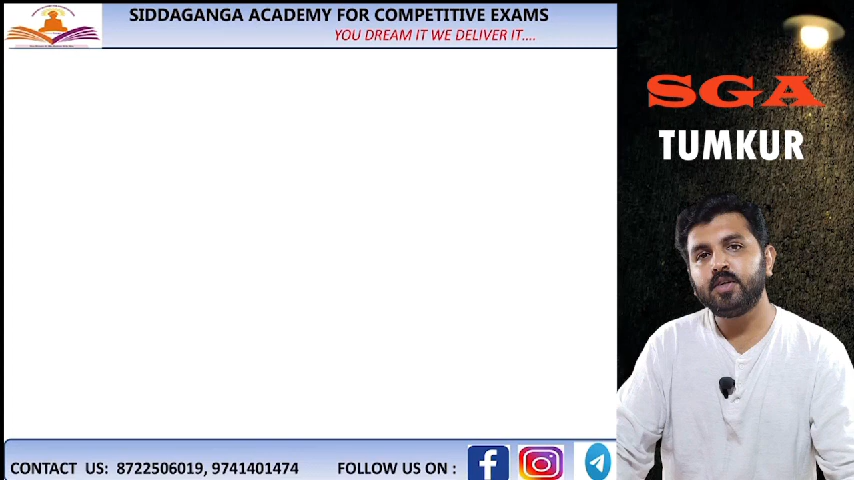 SIDDAGANGA ACADEMY FOR COMPETITIVE EXAMS
YOU DREAM IT WE DELIVER IT....
SGA
TUMKUR
CONTACT US: 8722506019, 9741401474
FOLLOW US ON :